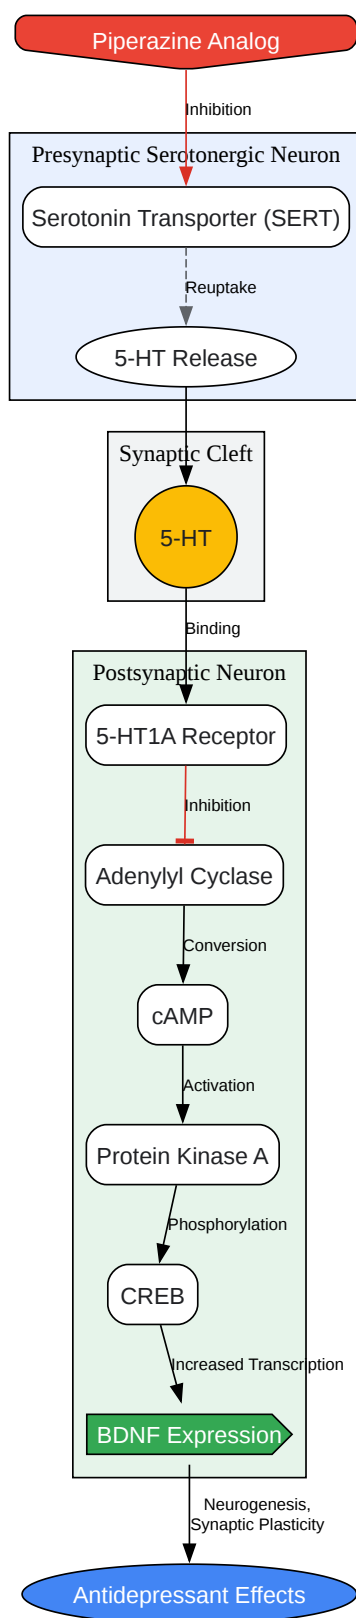 Piperazine Analog
Inhibition
Presynaptic Serotonergic Neuron
Serotonin Transporter (SERT)
Reuptake
5-HT Release
Synaptic Cleft
5-HT
Binding
Postsynaptic Neuron
5-HT1A Receptor
Inhibition
Adenylyl Cyclase
Conversion
cAMP
Activation
Protein Kinase A
Phosphorylation
CREB
Increased Transcription
BDNF Expression
Neurogenesis,
Synaptic Plasticity
Antidepressant Effects